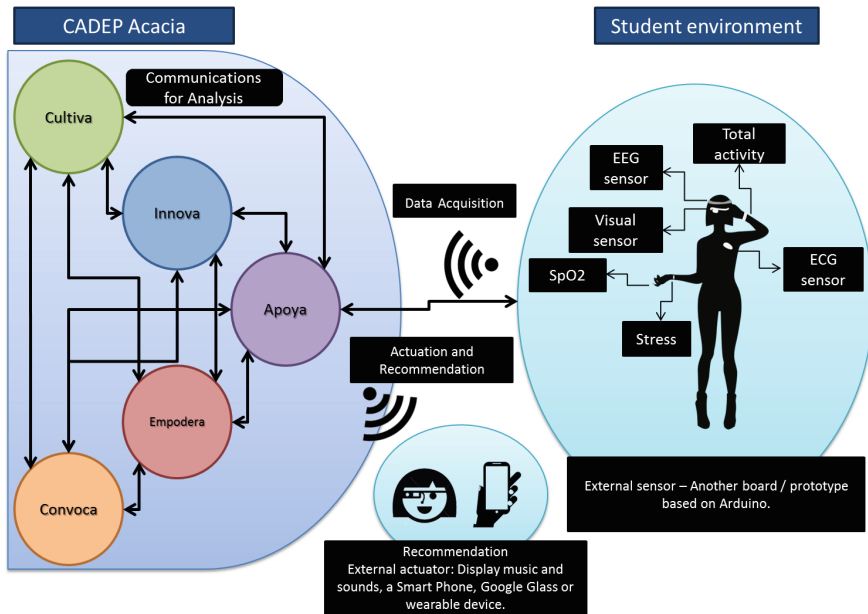 CADEP Acacia
Student environment
Communications
for Analysis
Cultiva
Innova
Apoya
Empodera
Convoca
Data Acquisition
Actuation and
Recommendation
Total
activity
EEG
sensor
Visual
sensor
SpO2
ECG
sensor
Stress
External sensor – Another board / prototype
based on Arduino.
Recommendation
External actuator: Display music and
sounds, a Smart Phone, Google Glass or
wearable device.